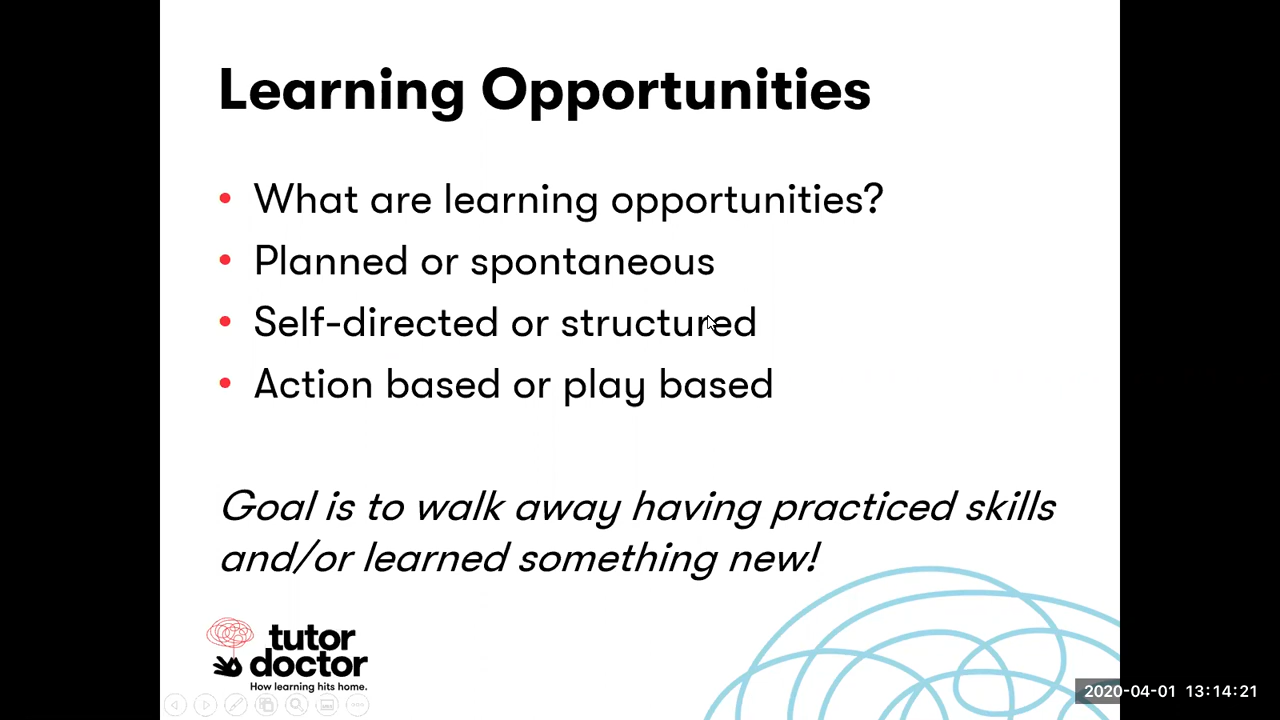 Learning Opportunities
• What are learning opportunities?
• Planned or spontaneous
• Self-directed or structured
• Action based or play based
Goal is to walk away having practiced skills
and/or learned something new!
tutor
doctor
How learning hits home.
2020-04-01 13:14:21